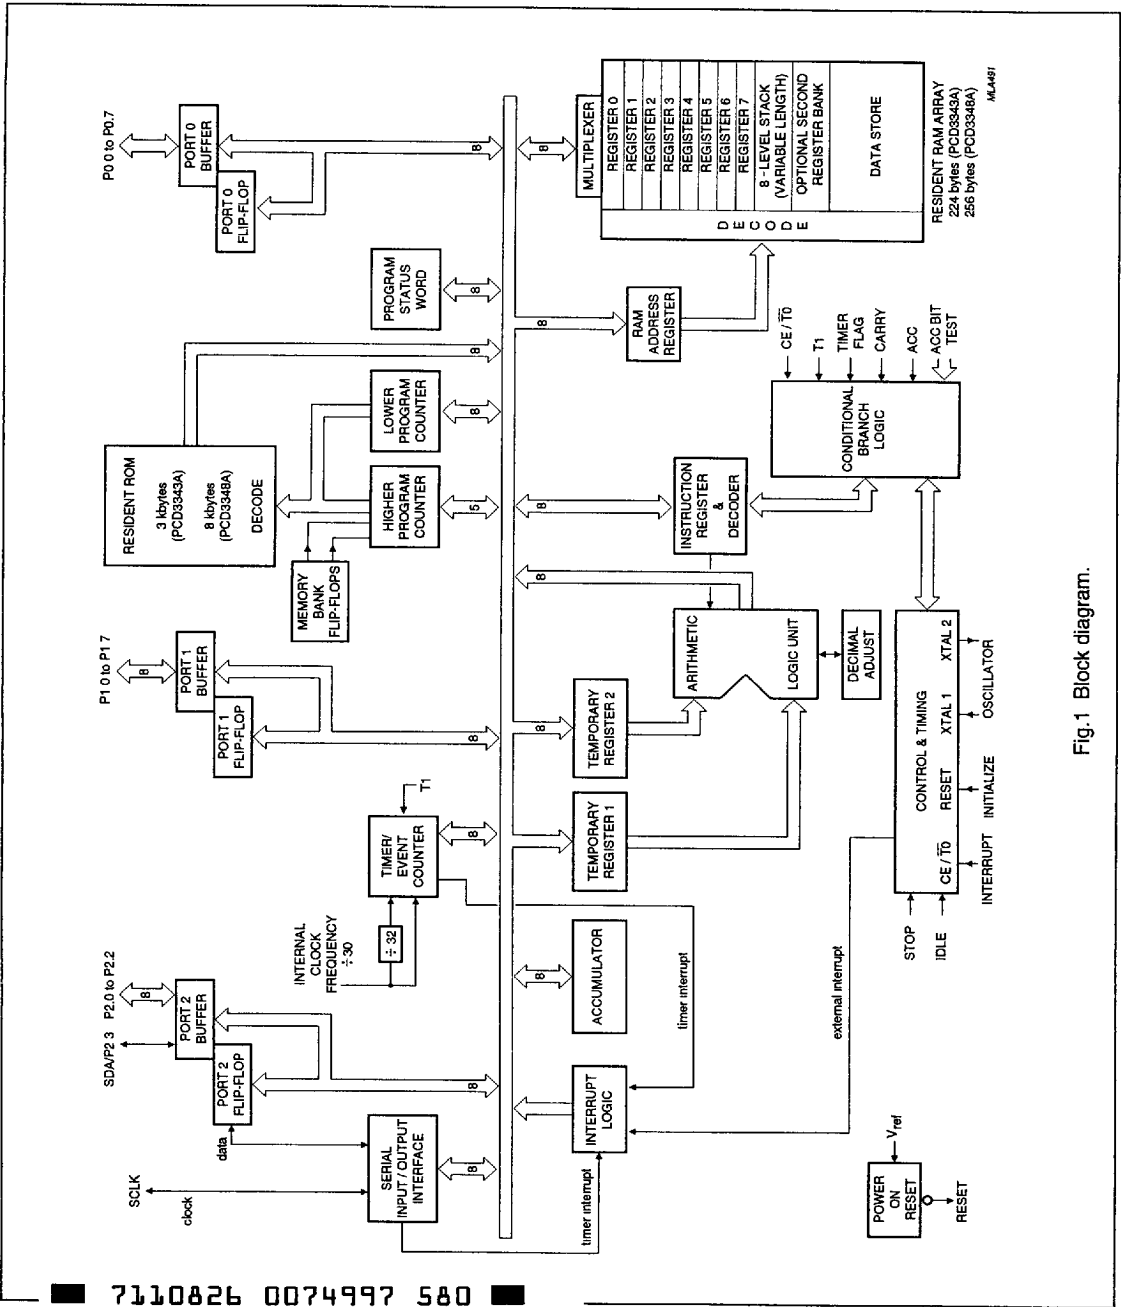 SCLK
clock
SDA/P2 3
P2.0 to P2.2
8
PORT 2
BUFFER
PORT 2
FLIP-FLOP
data
SERIAL
INPUT / OUTPUT
INTERFACE
8
8
INTERNAL
CLOCK
FREQUENCY
÷30
÷ 32
TIMER/
EVENT
COUNTER
T1
8
P1 0 to P1 7
8
PORT 1
BUFFER
PORT 1
FLIP-FLOP
8
MEMORY
BANK
FLIP-FLOPS
RESIDENT ROM
3 kbytes
(PCD3343A)
8 kbytes
(PCD3348A)
DECODE
HIGHER
PROGRAM
COUNTER
5
LOWER
PROGRAM
COUNTER
8
PROGRAM
STATUS
WORD
8
P0 0 to P0.7
PORT 0
BUFFER
PORT 0
FLIP-FLOP
8
timer interrupt
INTERRUPT
LOGIC
8
ACCUMULATOR
timer interrupt
8
TEMPORARY
REGISTER 1
8
TEMPORARY
REGISTER 2
8
ARITHMETIC
LOGIC UNIT
DECIMAL
ADJUST
8
INSTRUCTION
REGISTER
&
DECODER
8
RAM
ADDRESS
REGISTER
8
MULTIPLEXER
DECODE
REGISTER 0
REGISTER 1
REGISTER 2
REGISTER 3
REGISTER 4
REGISTER 5
REGISTER 6
REGISTER 7
8 - LEVEL STACK
(VARIABLE LENGTH)
OPTIONAL SECOND
REGISTER BANK
DATA STORE
RESIDENT RAM ARRAY
224 bytes (PCD3343A)
256 bytes (PCD3348A)
MLA491
CE / T0
T1
TIMER
FLAG
CARRY
ACC
ACC BIT
TEST
CONDITIONAL
BRANCH
LOGIC
external interrupt
POWER
ON
RESET
Vref
RESET
STOP
IDLE
CONTROL & TIMING
CE / T0
RESET
XTAL 1
XTAL 2
INTERRUPT
INITIALIZE
OSCILLATOR
Fig.1 Block diagram.
7110826 0074997 580